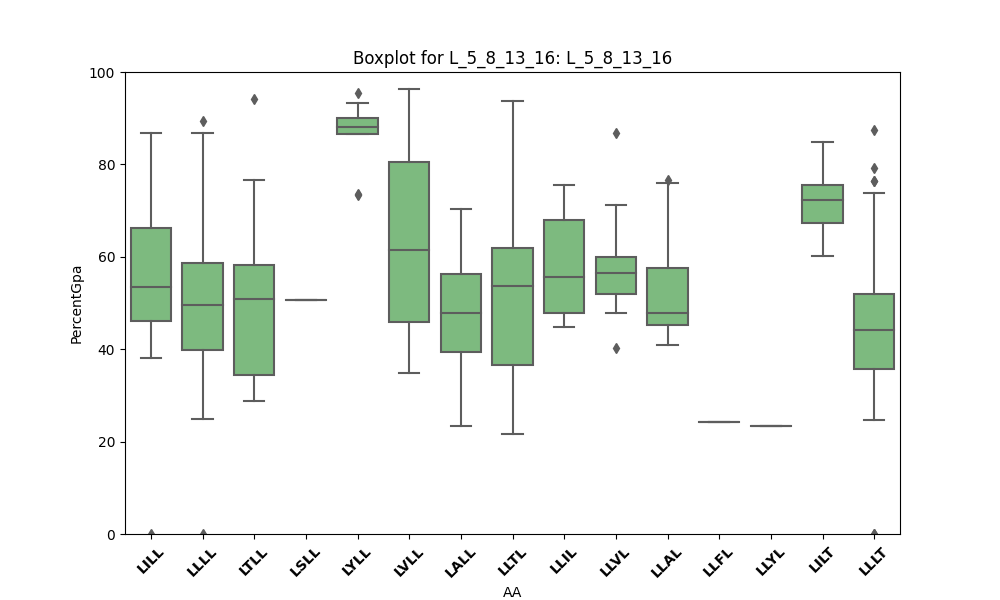 Boxplot for L_5_8_13_16: L_5_8_13_16
100
80
60
40
20
0
PercentGpa
LILL LLLL LTLL LSLL LYLL LVLL LALL LLTL LLIL LLVL LLAL LLFL LLYL LILT LLLT
AA